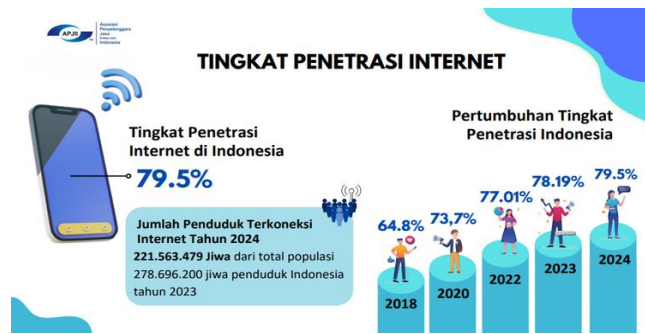 APJII
Asosiasi
Penyelenggara
Jasa
Internet
Indonesia
TINGKAT PENETRASI INTERNET
Tingkat Penetrasi
Internet di Indonesia
79.5%
Jumlah Penduduk Terkoneksi
Internet Tahun 2024
221.563.479 Jiwa dari total populasi
278.696.200 jiwa penduduk Indonesia
tahun 2023
Pertumbuhan Tingkat
Penetrasi Indonesia
64.8%
73,7%
77.01%
78.19%
79.5%
2018
2020
2022
2023
2024